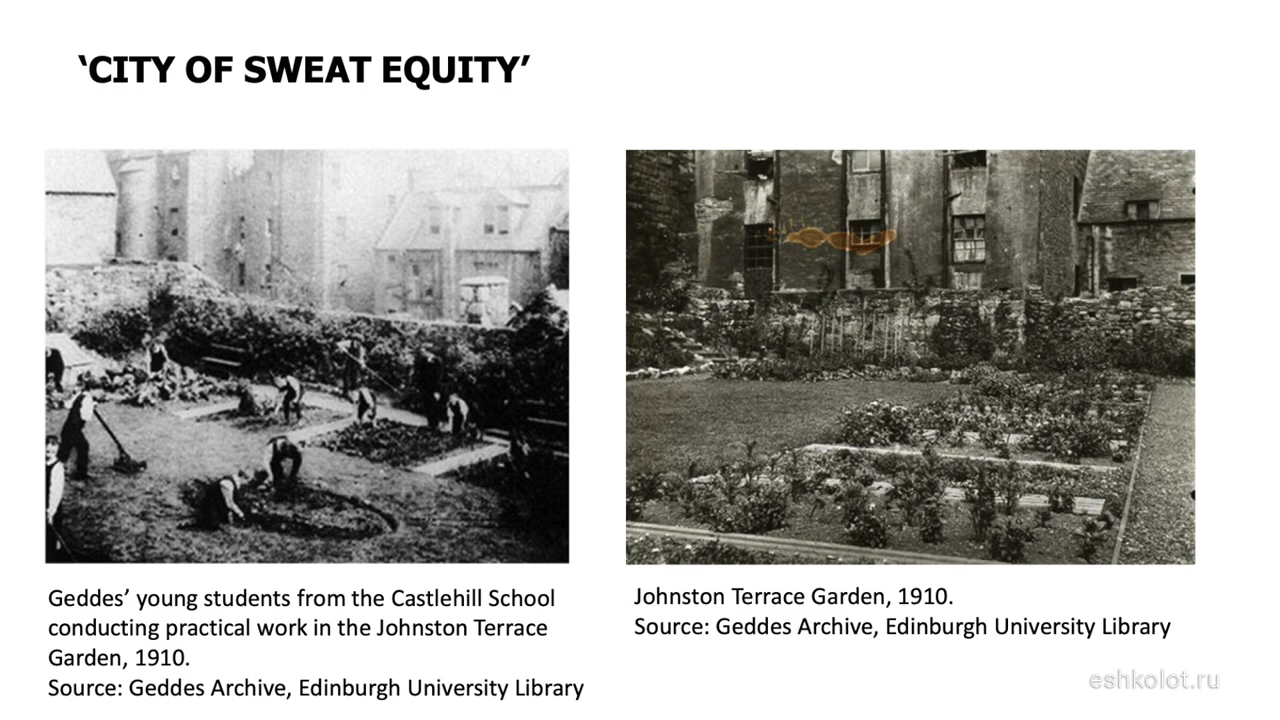 ‘CITY OF SWEAT EQUITY’
Geddes’ young students from the Castlehill School
conducting practical work in the Johnston Terrace
Garden, 1910.
Source: Geddes Archive, Edinburgh University Library
Johnston Terrace Garden, 1910.
Source: Geddes Archive, Edinburgh University Library
eshkolot.ru